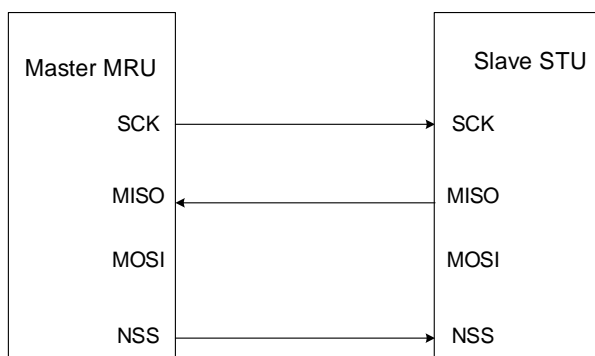 Master MRU
Slave STU
SCK
SCK
MISO
MISO
MOSI
MOSI
NSS
NSS